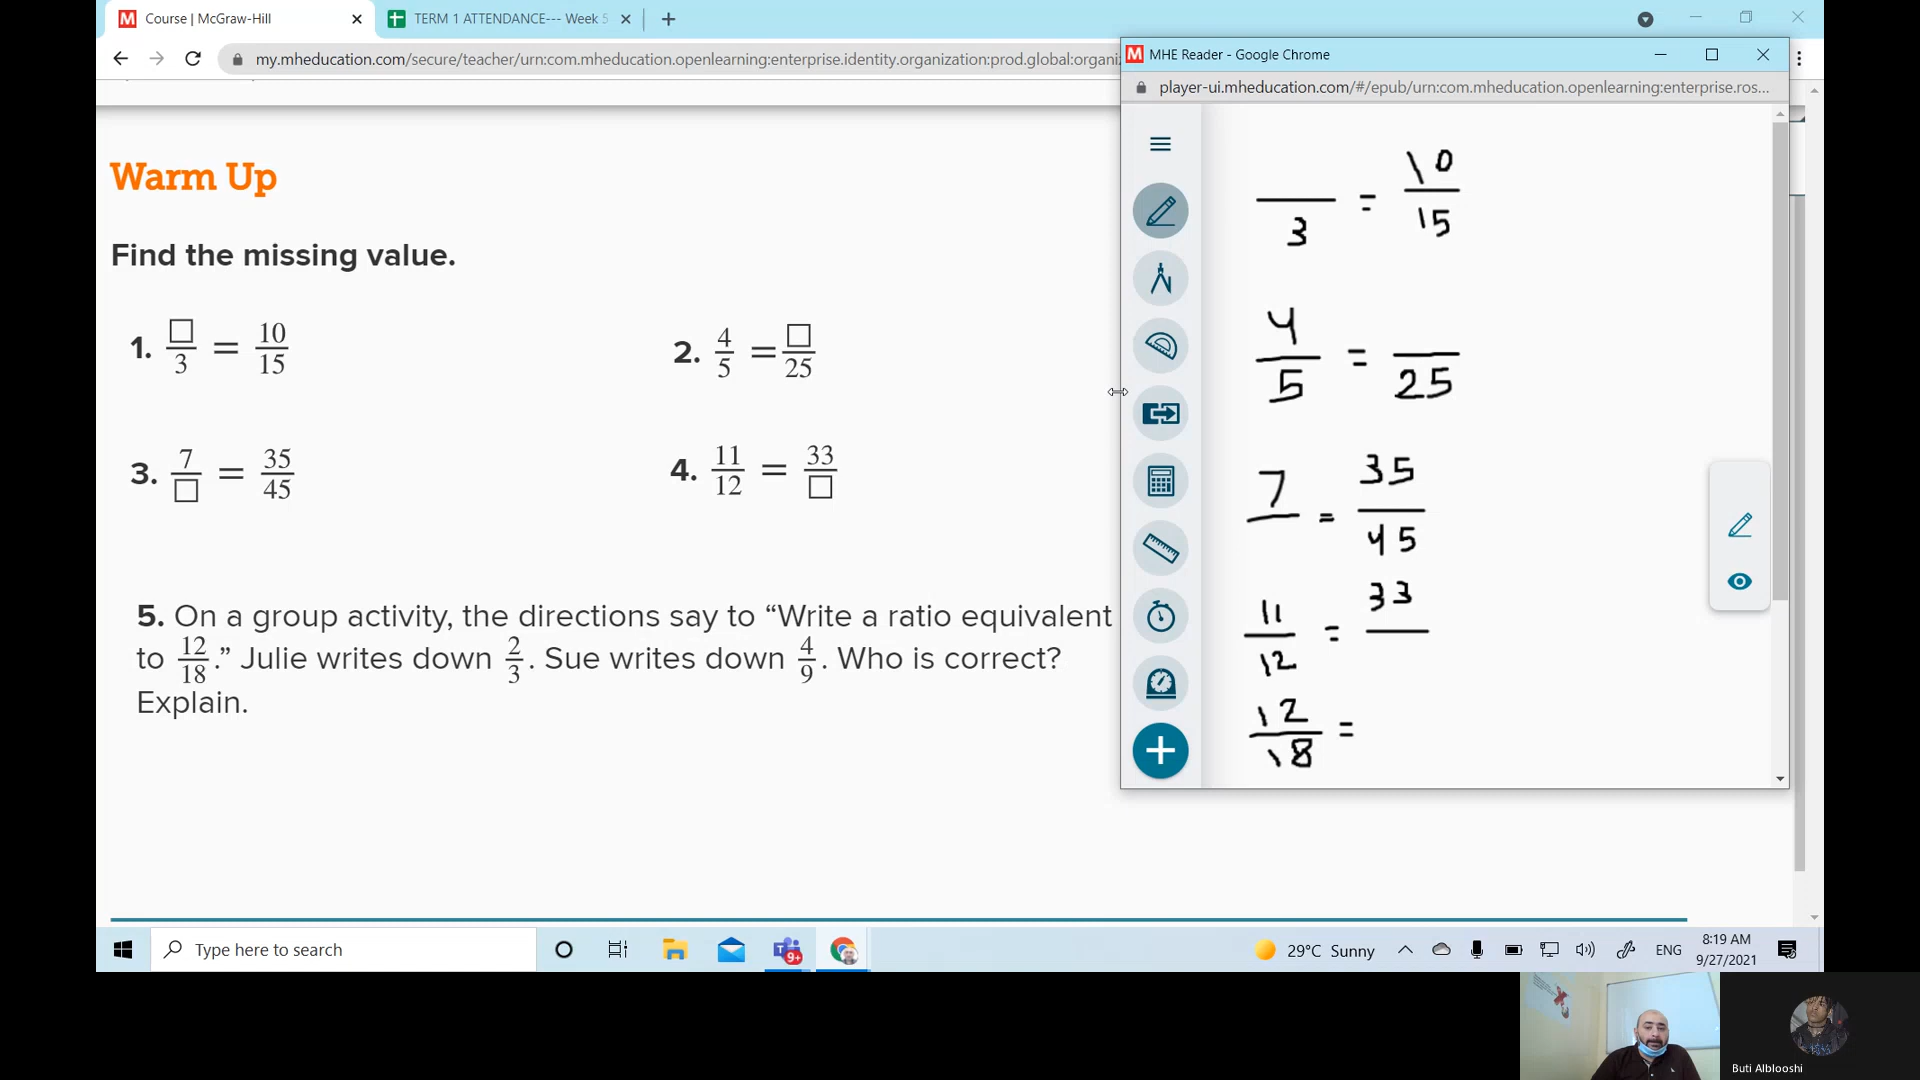 Course | McGraw-Hill
TERM 1 ATTENDANCE--- Week 5
my.mheducation.com/secure/teacher/urn:com.mheducation.openlearning:enterprise.identity.organization:prod.global:organi
MHE Reader - Google Chrome
player-ui.mheducation.com/#/epub/urn:com.mheducation.openlearning:enterprise.ros...
Warm Up
Find the missing value.
1. □/3 = 10/15
2. 4/5 = □/25
3. 7/□ = 35/45
4. 11/12 = 33/□
5. On a group activity, the directions say to “Write a ratio equivalent
to 12/18.” Julie writes down 2/3. Sue writes down 4/9. Who is correct?
Explain.
/3 = 10/15
4/5 = /25
7/ = 35/45
11/12 = 33/
12/18 =
Type here to search
9+
29°C Sunny
ENG
8:19 AM
9/27/2021
Buti Alblooshi